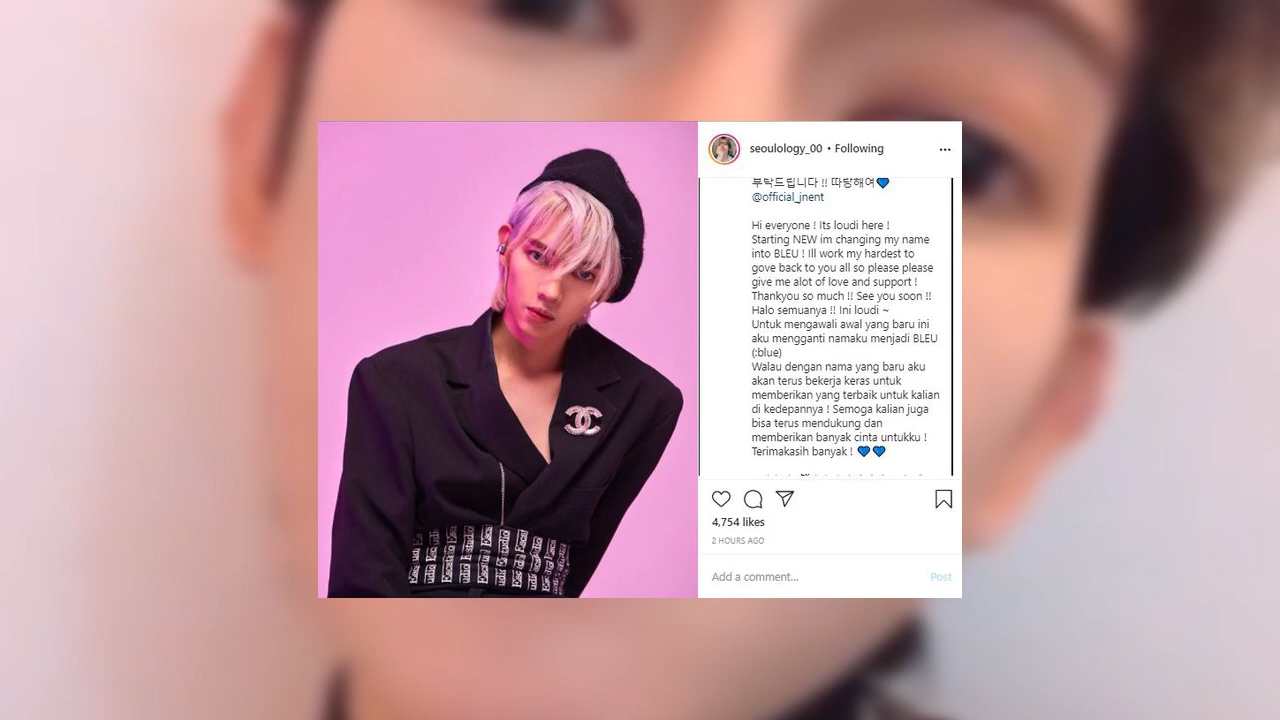 seoulology_00 • Following
부탁드립니다 !! 따랑해여💙
@official_jnent
Hi everyone ! Its loudi here !
Starting NEW im changing my name
into BLEU ! Ill work my hardest to
gove back to you all so please please
give me alot of love and support !
Thankyou so much !! See you soon !!
Halo semuanya !! Ini loudi ~
Untuk mengawali awal yang baru ini
aku mengganti namaku menjadi BLEU
(:blue)
Walau dengan nama yang baru aku
akan terus bekerja keras untuk
memberikan yang terbaik untuk kalian
di kedepannya ! Semoga kalian juga
bisa terus mendukung dan
memberikan banyak cinta untukku !
Terimakasih banyak ! 💙💙
4,754 likes
2 HOURS AGO
Add a comment...
Post